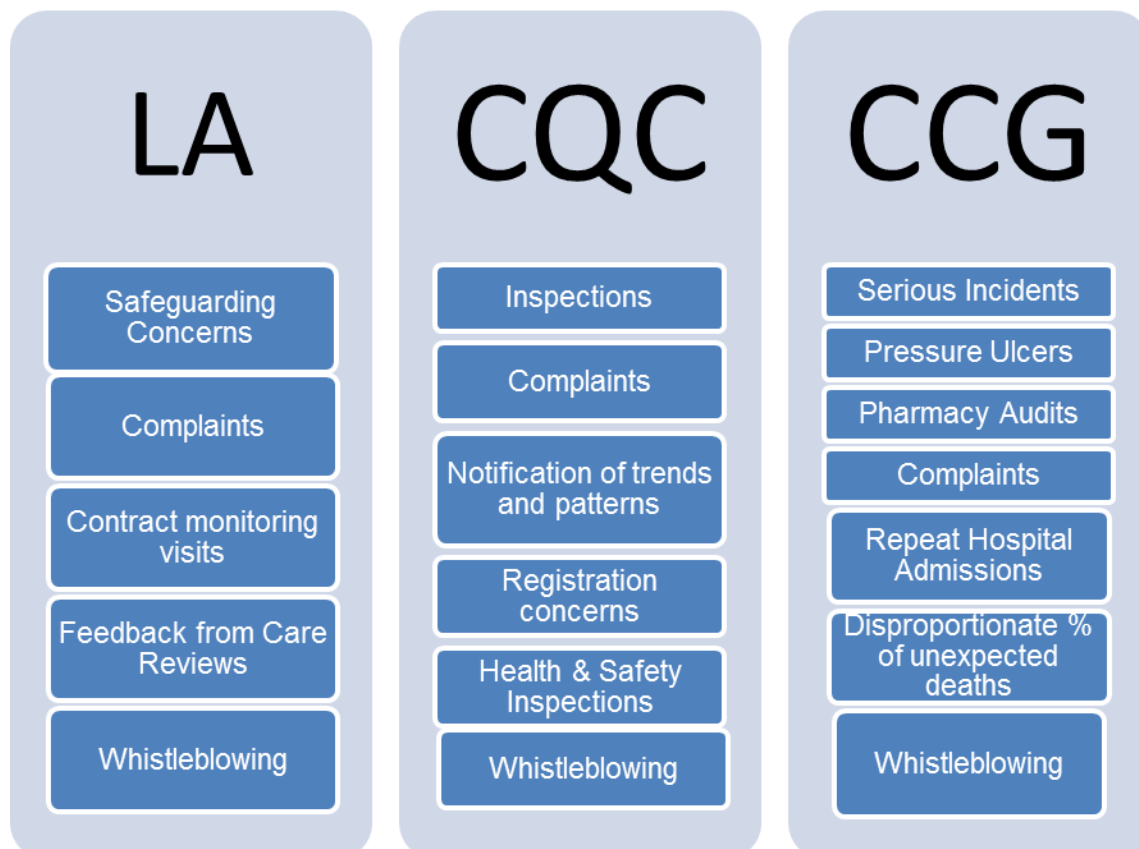 LA
Safeguarding
Concerns
Complaints
Contract monitoring
visits
Feedback from Care
Reviews
Whistleblowing
CQC
Inspections
Complaints
Notification of trends
and patterns
Registration
concerns
Health & Safety
Inspections
Whistleblowing
CCG
Serious Incidents
Pressure Ulcers
Pharmacy Audits
Complaints
Repeat Hospital
Admissions
Disproportionate %
of unexpected
deaths
Whistleblowing